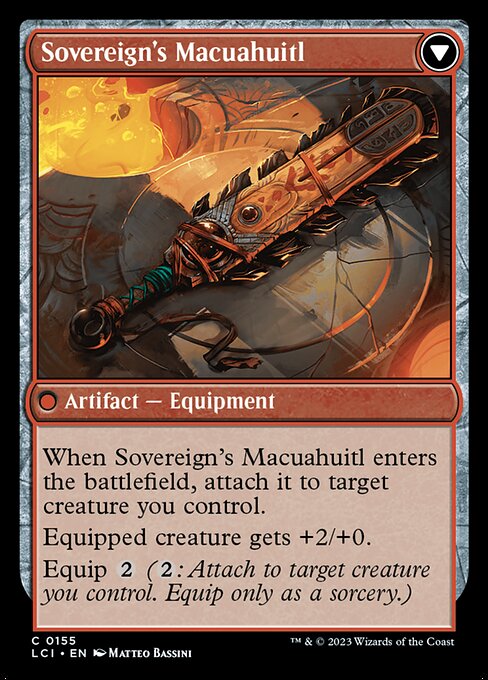 Sovereign's Macuahuitl
Artifact — Equipment
When Sovereign's Macuahuitl enters
the battlefield, attach it to target
creature you control.
Equipped creature gets +2/+0.
Equip 2 (2: Attach to target creature
you control. Equip only as a sorcery.)
C 0155
LCI • EN Matteo Bassini
™ & © 2023 Wizards of the Coast